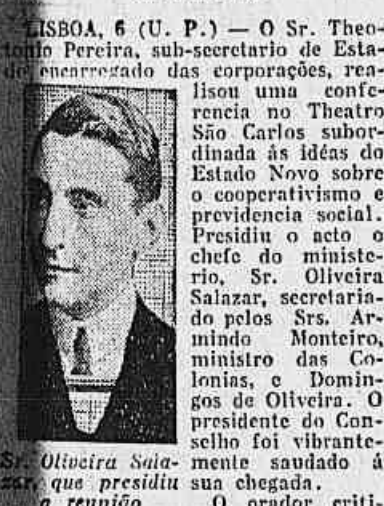 LISBOA, 6 (U. P.) — O Sr. Theo-
tonio Pereira, sub-secretario de Esta-
do encarregado das corporações, rea-
lisou uma confe-
rencia no Theatro
São Carlos subor-
dinada ás idéas do
Estado Novo sobre
o cooperativismo e
previdencia social.
Presidiu o acto o
chefe do ministe-
rio, Sr. Oliveira
Salazar, secretaria-
do pelos Srs. Ar-
mindo Monteiro,
ministro das Co-
lonias, e Domin-
gos de Oliveira. O
presidente do Con-
selho foi vibrante-
mente saudado á
sua chegada.
O orador criti-
Sr. Oliveira Sala-
zar, que presidiu
a reunião